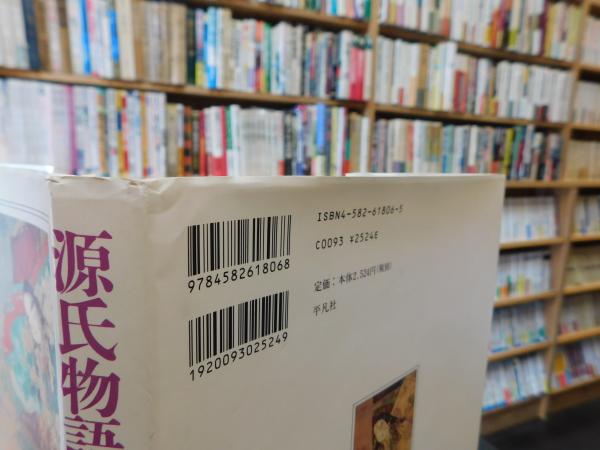 源氏物語
ISBN4-582-61806-5
C0093 ¥2524E
定価：本体2,524円(税別)
平凡社
9784582618068
1920093025249